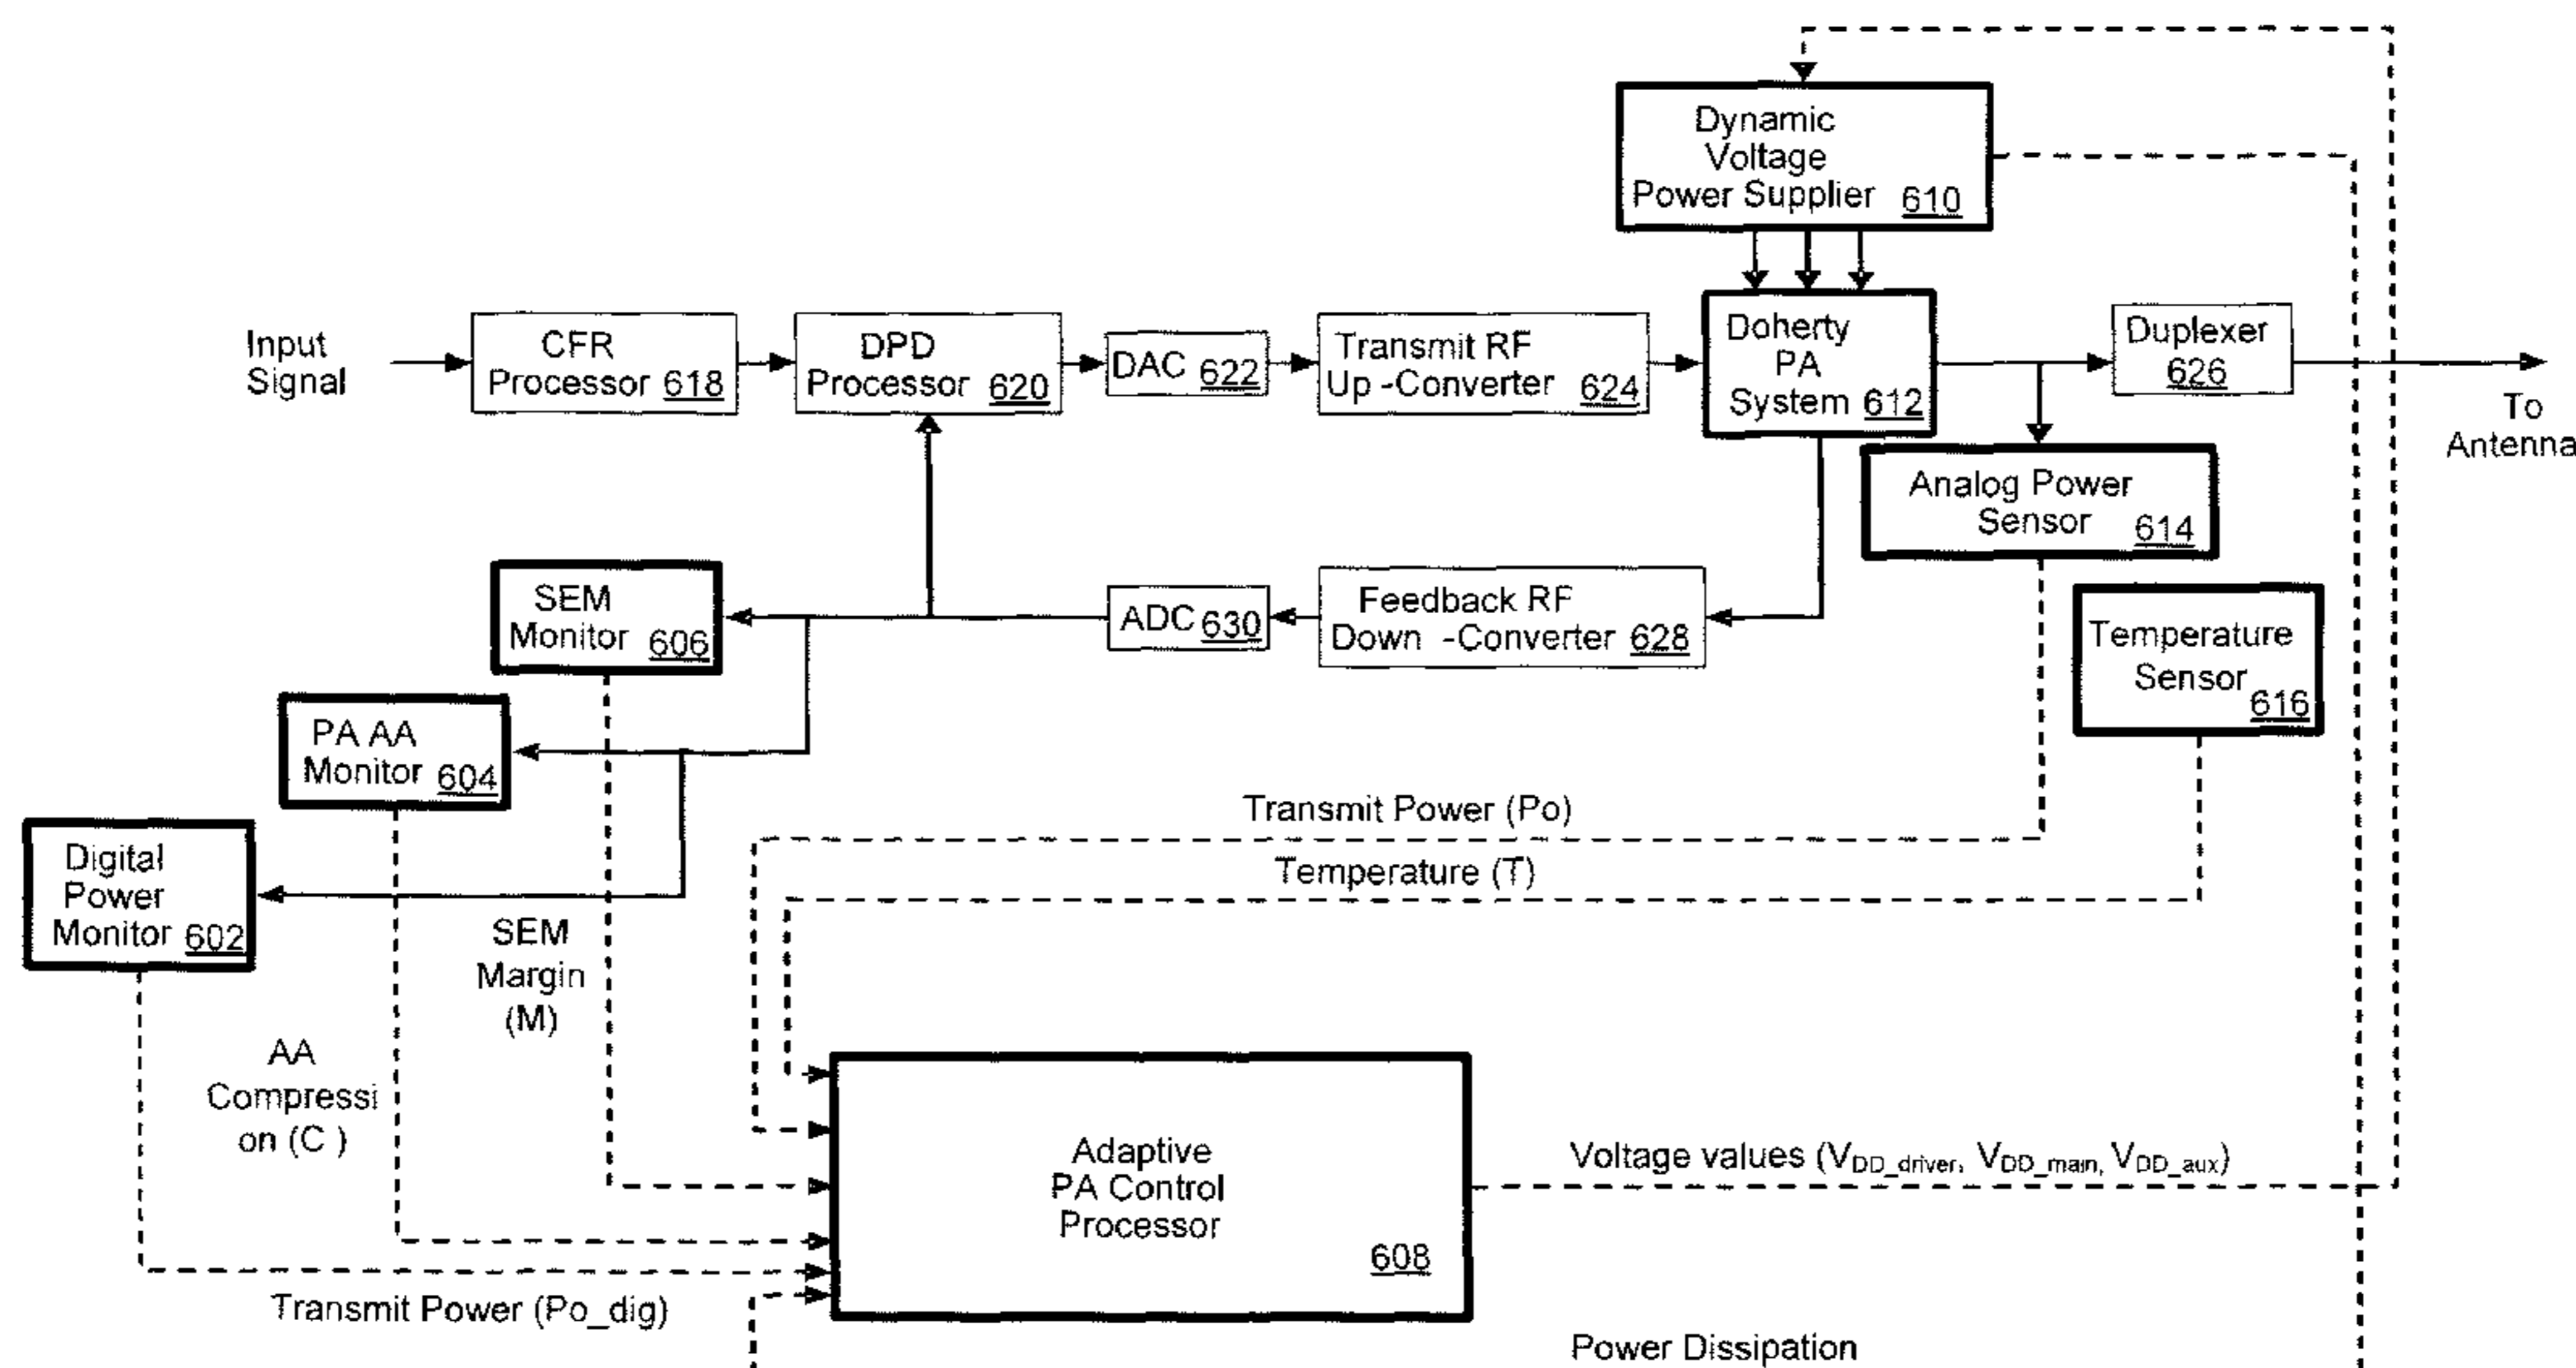 Dynamic
Voltage
Power Supplier 610
Input
Signal
CFR
Processor 618
DPD
Processor 620
DAC 622
Transmit RF
Up -Converter 624
Doherty
PA
System 612
Duplexer
626
To
Antenna
Analog Power
Sensor 614
SEM
Monitor 606
ADC 630
Feedback RF
Down -Converter 628
Temperature
Sensor
616
PA AA
Monitor 604
Digital
Power
Monitor 602
Transmit Power (Po)
Temperature (T)
SEM
Margin
(M)
AA
Compressi
on (C )
Adaptive
PA Control
Processor
608
Voltage values (VDD_driver, VDD_main, VDD_aux)
Transmit Power (Po_dig)
Power Dissipation